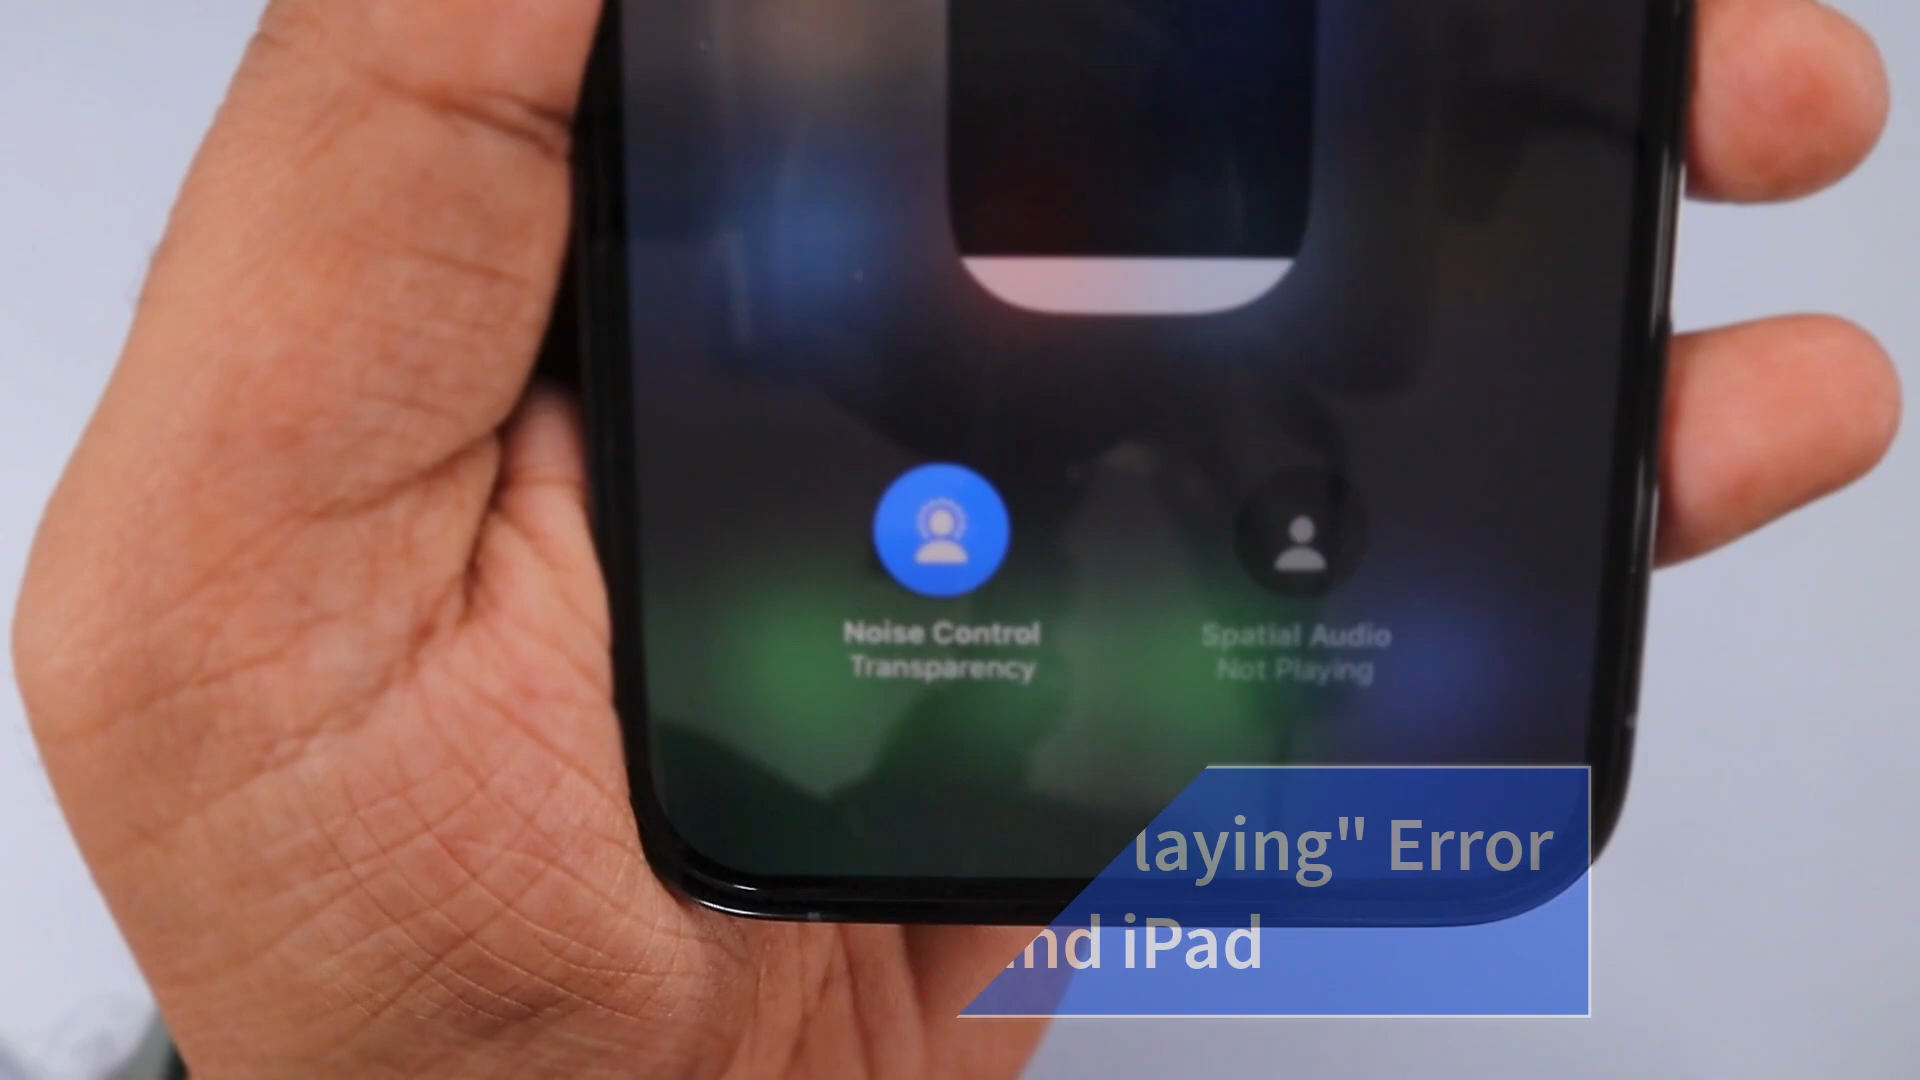 Noise Control
Transparency
Spatial Audio
Not Playing
laying" Error
nd iPad